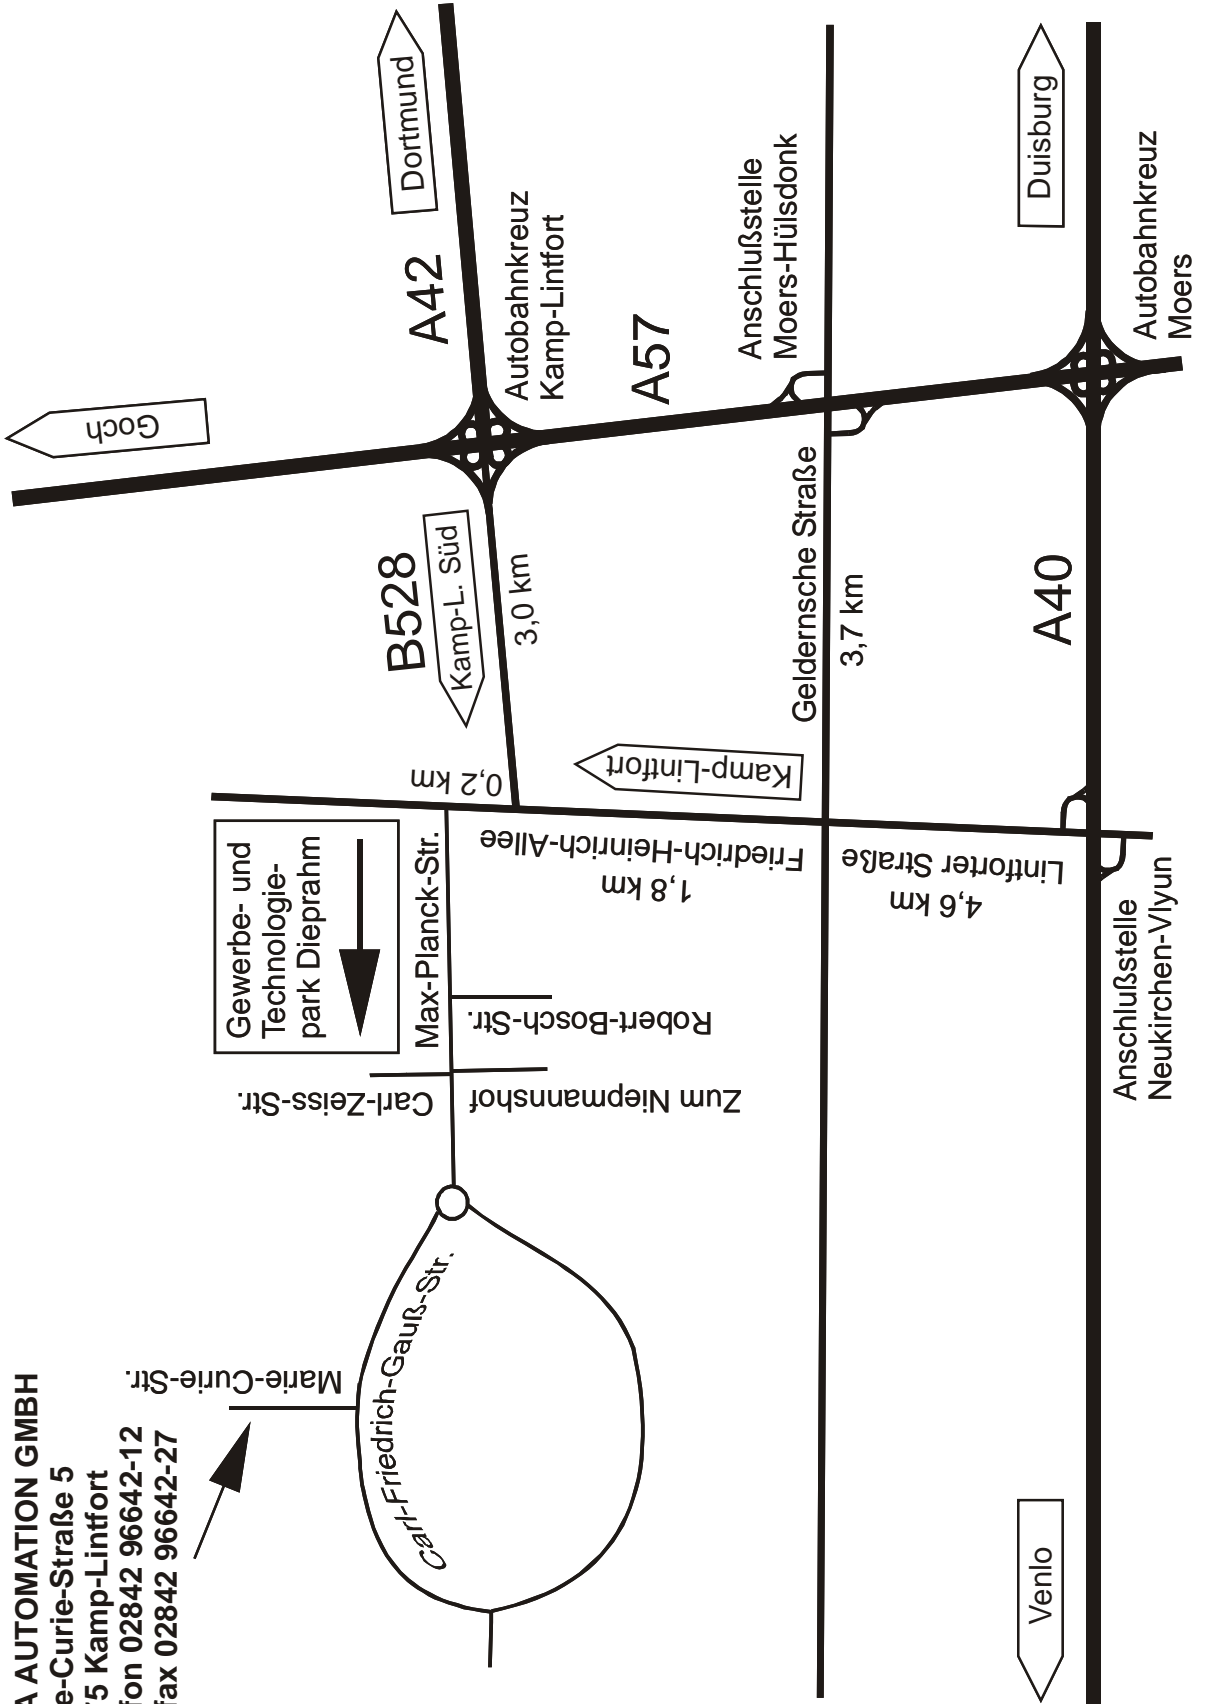 AUTOMATION GMBH
-Curie-Straße 5
Kamp-Lintfort
02842 96642-12
02842 96642-27
Marie-Curie-Str.
Carl-Friedrich-Gauß-Str.
Carl-Zeiss-Str.
Zum Niepmannshof
Robert-Bosch-Str.
Max-Planck-Str.
Gewerbe- und
Technologie-
park Dieprahm
0,2 km
B528
Kamp-L. Süd
3,0 km
Goch
A42
Dortmund
Autobahnkreuz
Kamp-Lintfort
A57
Anschlußstelle
Moers-Hülsdonk
Friedrich-Heinrich-Allee
1,8 km
Kamp-Lintfort
Geldernsche Straße
3,7 km
Lintforter Straße
4,6 km
Venlo
A40
Duisburg
Anschlußstelle
Neukirchen-Vlyun
Autobahnkreuz
Moers